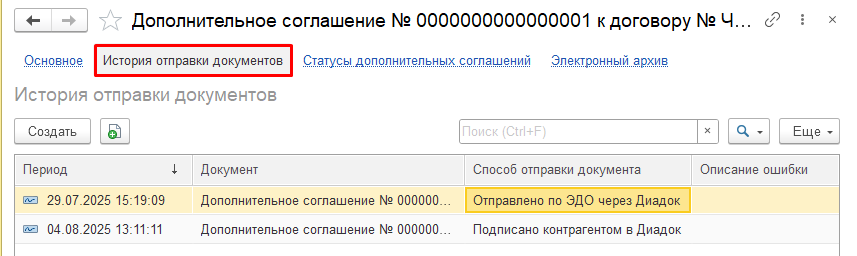 Дополнительное соглашение № 0000000000000001 к договору № Ч...
Основное История отправки документов Статусы дополнительных соглашений Электронный архив
История отправки документов
Создать Поиск (Ctrl+F) × Еще
Период ↓ Документ Способ отправки документа Описание ошибки
29.07.2025 15:19:09 Дополнительное соглашение № 000000... Отправлено по ЭДО через Диадок
04.08.2025 13:11:11 Дополнительное соглашение № 000000... Подписано контрагентом в Диадок